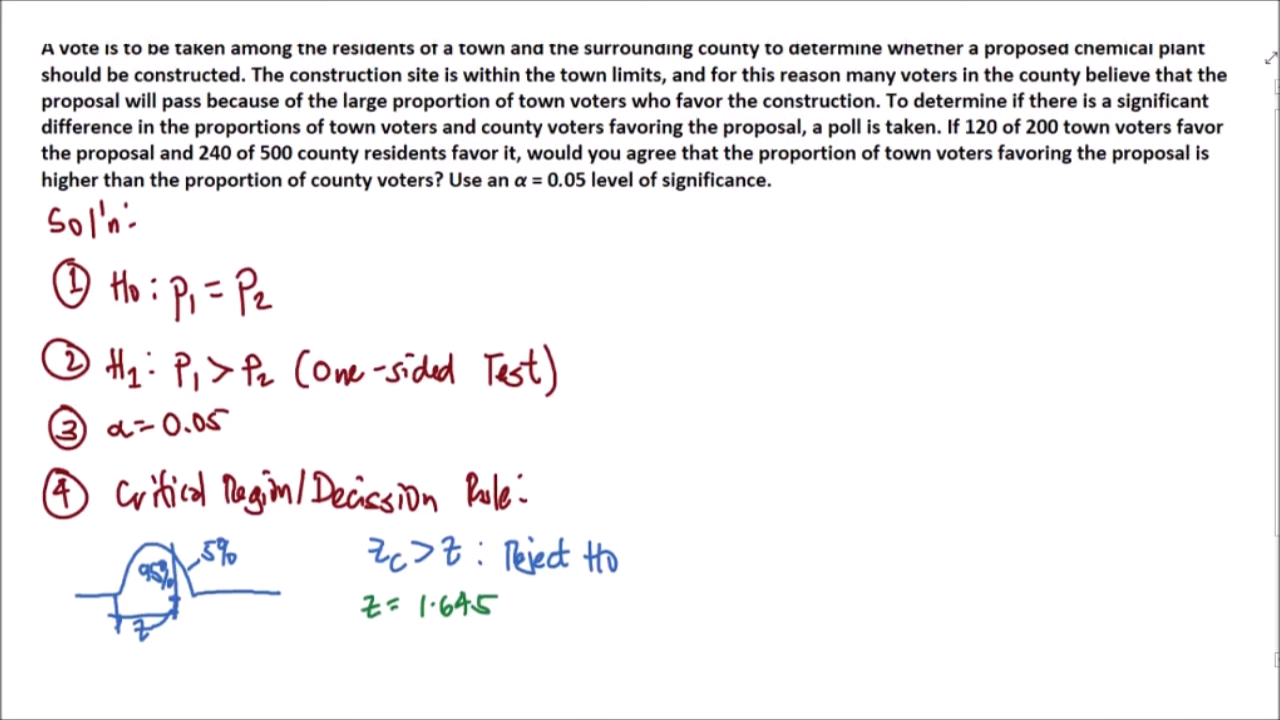 A vote is to be taken among the residents of a town and the surrounding county to determine whether a proposed chemical plant
should be constructed. The construction site is within the town limits, and for this reason many voters in the county believe that the
proposal will pass because of the large proportion of town voters who favor the construction. To determine if there is a significant
difference in the proportions of town voters and county voters favoring the proposal, a poll is taken. If 120 of 200 town voters favor
the proposal and 240 of 500 county residents favor it, would you agree that the proportion of town voters favoring the proposal is
higher than the proportion of county voters? Use an α = 0.05 level of significance.
Sol'n:
① H₀ : p₁ = p₂
② H₁ : p₁ > p₂ (One-sided Test)
③ α = 0.05
④ Critical Region/Decission Rule:
95% 5% Zc > Z : Reject H₀
Z Z = 1.645